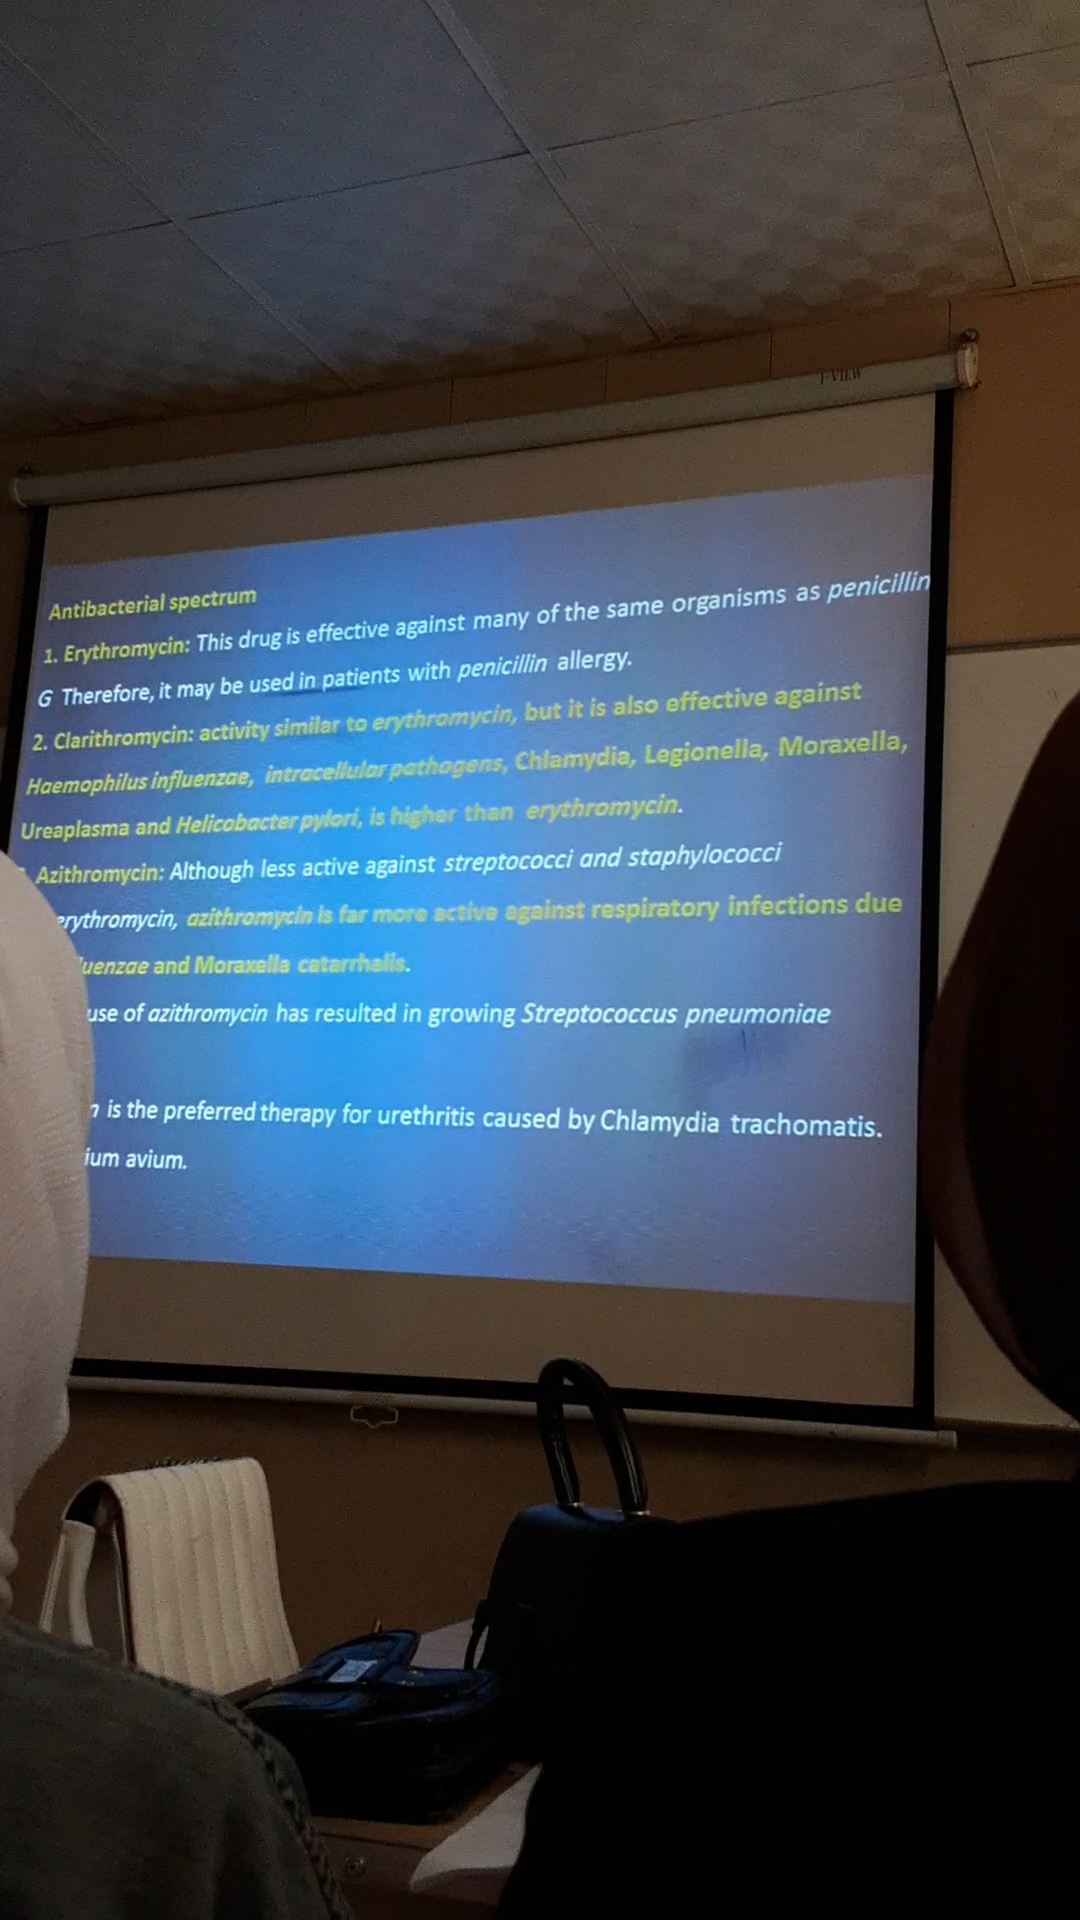 I-VIEW
Antibacterial spectrum
1. Erythromycin: This drug is effective against many of the same organisms as penicillin
G Therefore, it may be used in patients with penicillin allergy.
2. Clarithromycin: activity similar to erythromycin, but it is also effective against
Haemophilus influenzae, intracellular pathogens, Chlamydia, Legionella, Moraxella,
Ureaplasma and Helicobacter pylori, is higher than erythromycin.
Azithromycin: Although less active against streptococci and staphylococci
erythromycin, azithromycin is far more active against respiratory infections due
luenzae and Moraxella catarrhalis.
use of azithromycin has resulted in growing Streptococcus pneumoniae
n is the preferred therapy for urethritis caused by Chlamydia trachomatis.
ium avium.